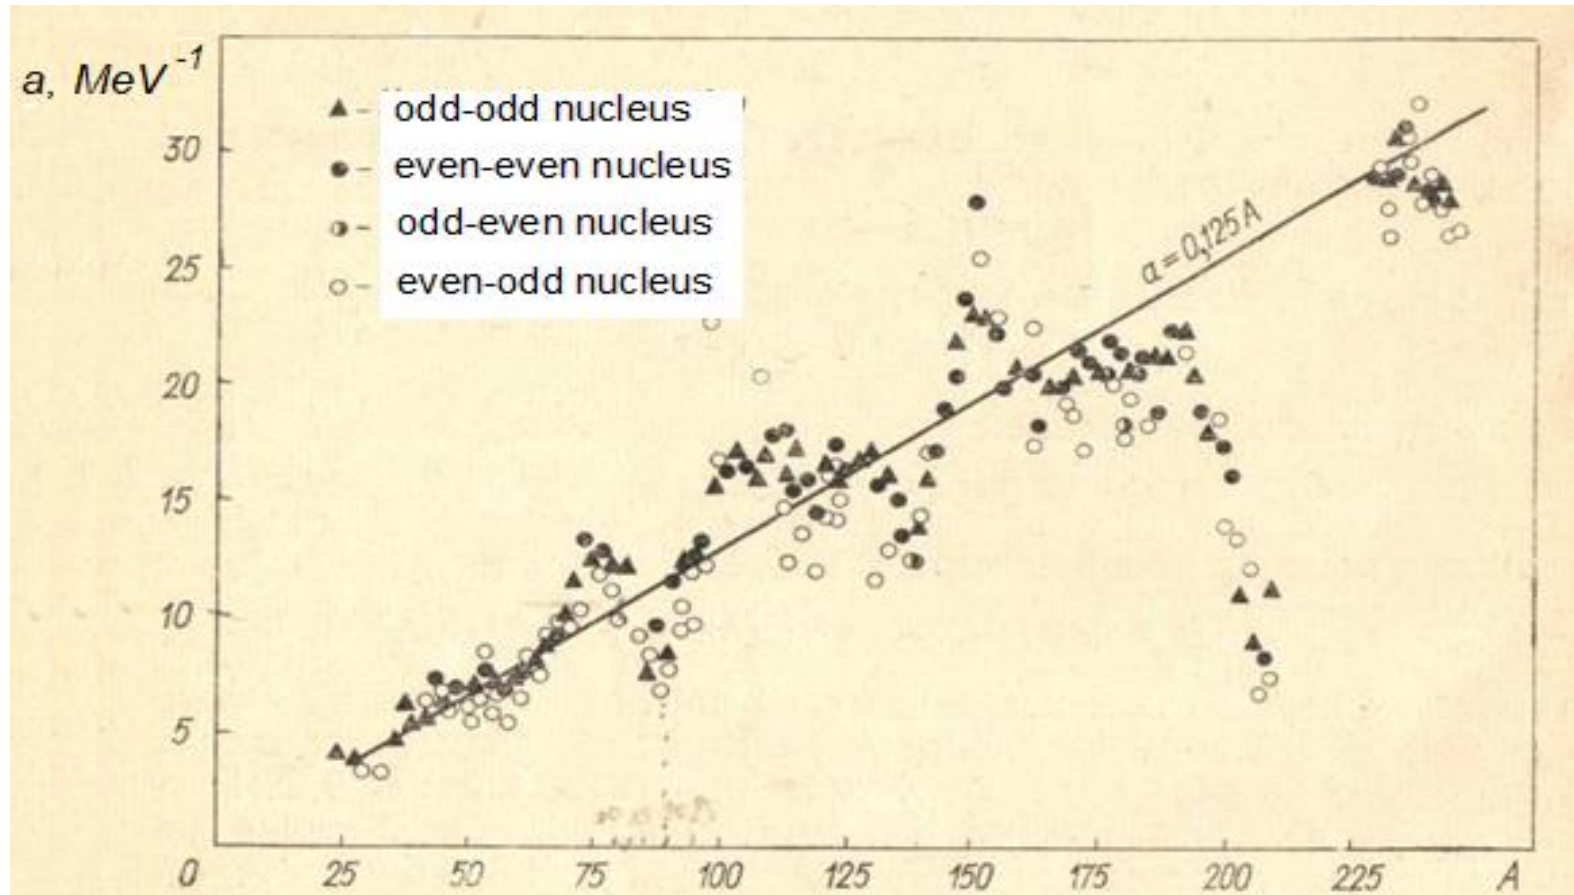 a, MeV⁻¹
▲ - odd-odd nucleus
● - even-even nucleus
◑ - odd-even nucleus
○ - even-odd nucleus
30
25
20
15
10
5
0
a = 0,125 A
25 50 75 100 125 150 175 200 225 A